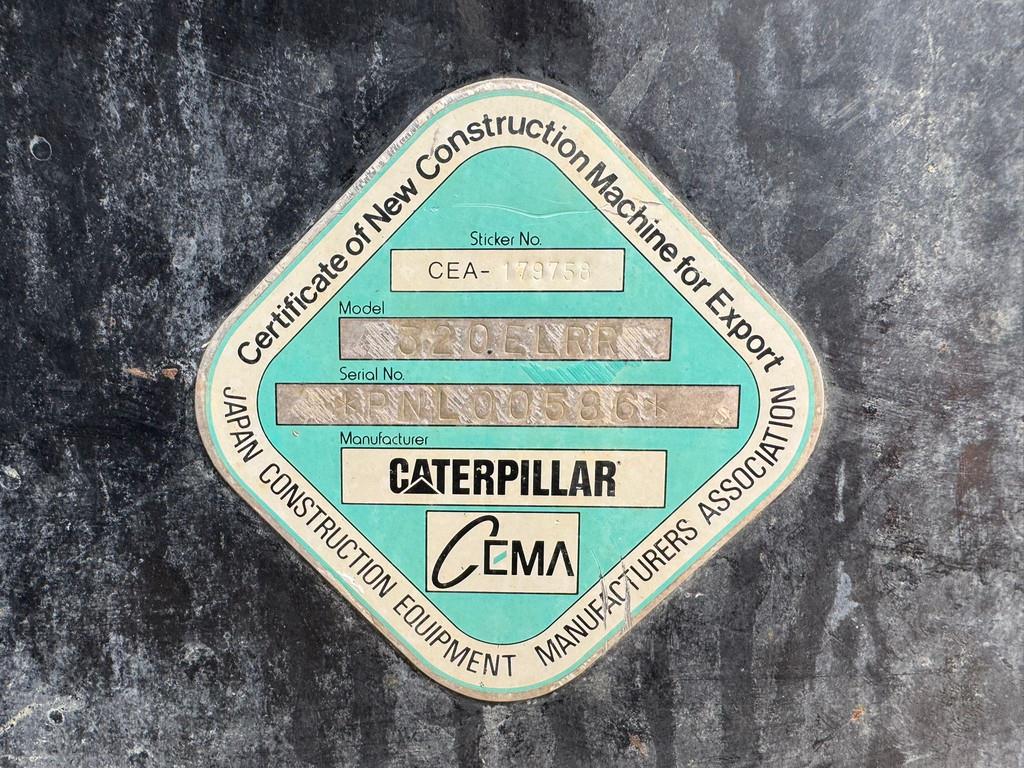 Certificate of New Construction Machine for Export
Sticker No.
CEA- 179758
Model
320ELRR
Serial No.
*PNL00586*
Manufacturer
CATERPILLAR
CEMA
JAPAN CONSTRUCTION EQUIPMENT MANUFACTURERS ASSOCIATION